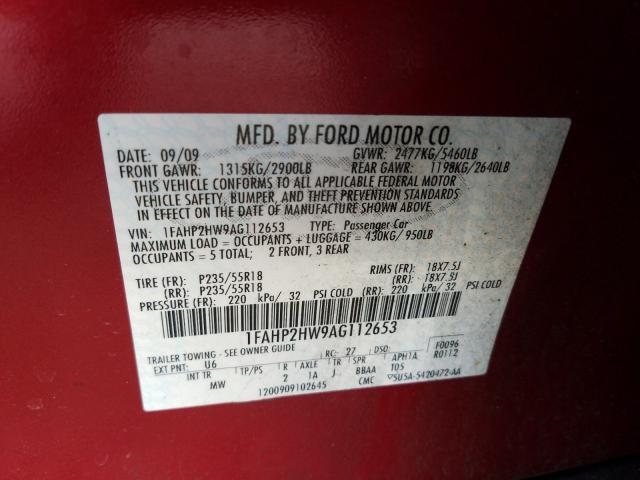 MFD. BY FORD MOTOR CO.
DATE: 09/09 GVWR: 2477KG/5460LB
FRONT GAWR: 1315KG/2900LB REAR GAWR: 1198KG/2640LB
THIS VEHICLE CONFORMS TO ALL APPLICABLE FEDERAL MOTOR
VEHICLE SAFETY, BUMPER, AND THEFT PREVENTION STANDARDS
IN EFFECT ON THE DATE OF MANUFACTURE SHOWN ABOVE.
VIN: 1FAHP2HW9AG112653 TYPE: Passenger Car
MAXIMUM LOAD = OCCUPANTS + LUGGAGE = 430KG/ 950LB
OCCUPANTS = 5 TOTAL; 2 FRONT, 3 REAR
TIRE (FR): P235/55R18 RIMS (FR): 18X7.5J
(RR): P235/55R18 (RR): 18X7.5J
PRESSURE (FR): 220 kPa/ 32 PSI COLD (RR): 220 kPa/ 32 PSI COLD
1FAHP2HW9AG112653
TRAILER TOWING - SEE OWNER GUIDE RC: 27 DSO: F0096
EXT PNT: U6 R0112
INT TR TP/PS R AXLE TR SPR APH1A
MW 2 1A J BBAA 105
1200909102645 CMC 5U5A-5420472-AA